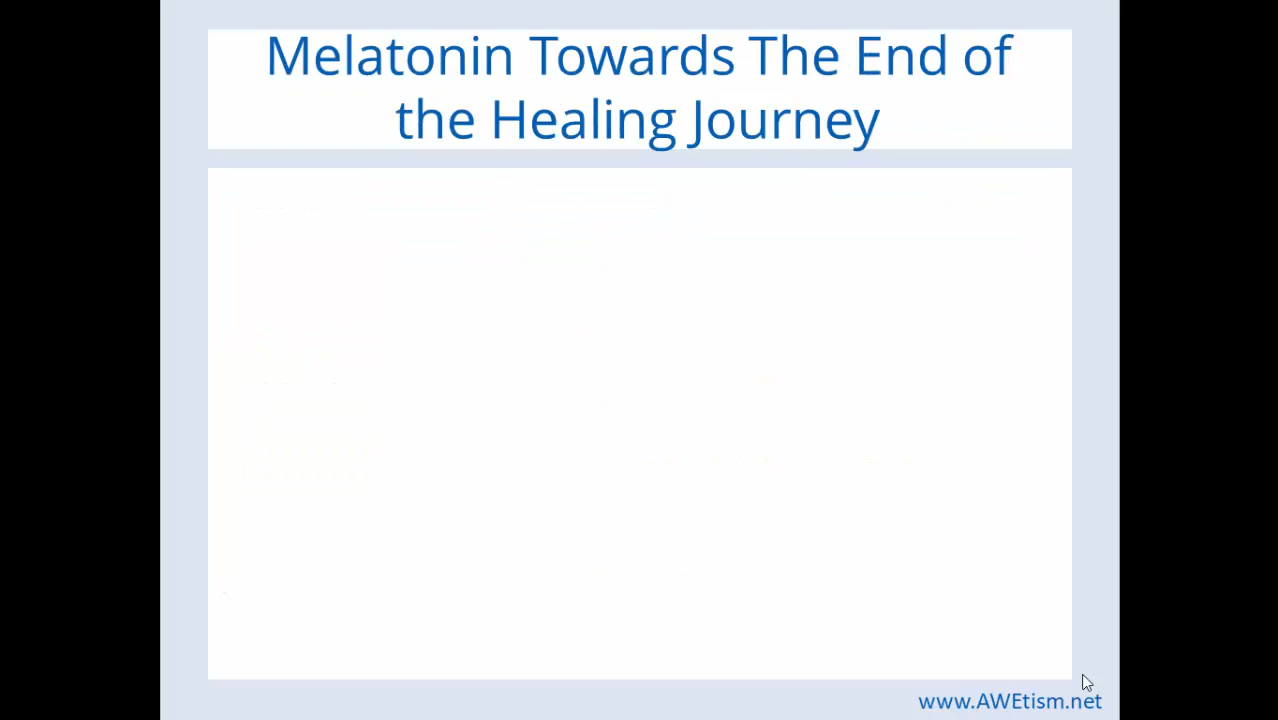 Melatonin Towards The End of
the Healing Journey
www.AWEtism.net